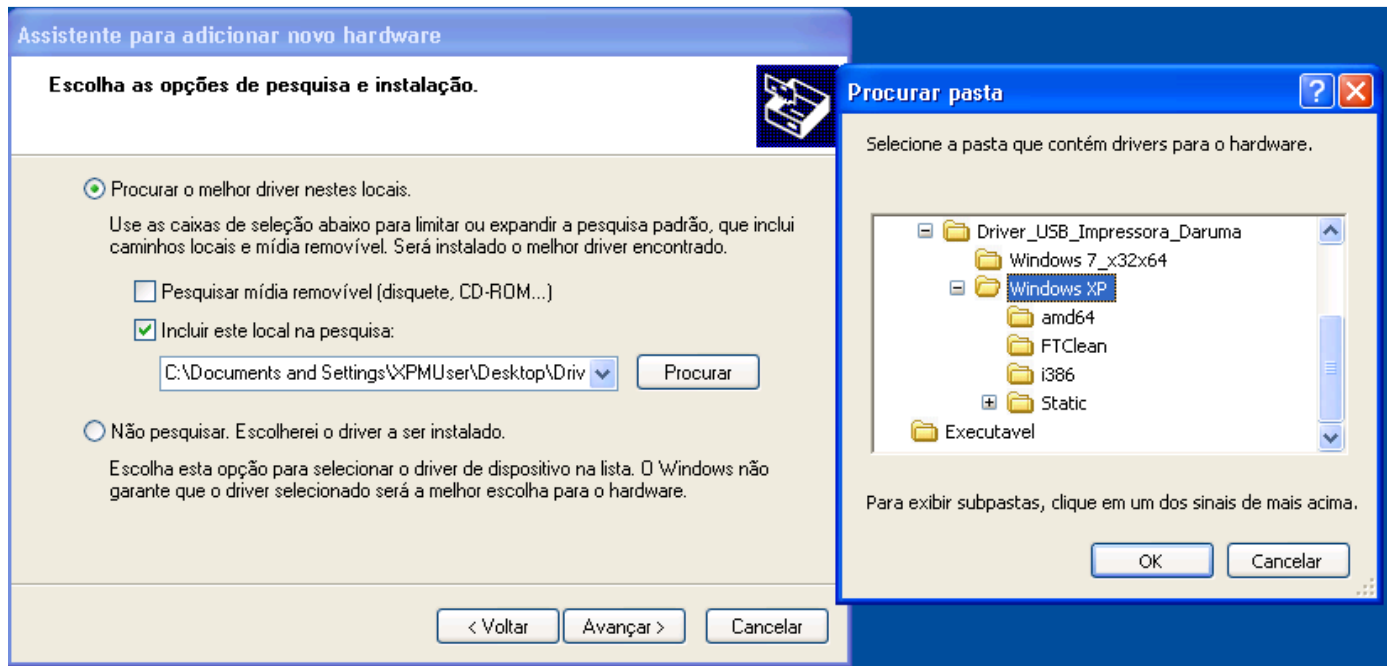 Assistente para adicionar novo hardware
Escolha as opções de pesquisa e instalação.
Procurar o melhor driver nestes locais.
Use as caixas de seleção abaixo para limitar ou expandir a pesquisa padrão, que inclui
caminhos locais e mídia removível. Será instalado o melhor driver encontrado.
Pesquisar mídia removível (disquete, CD-ROM...)
Incluir este local na pesquisa:
C:\Documents and Settings\XPMUser\Desktop\Driv
Procurar
Não pesquisar. Escolherei o driver a ser instalado.
Escolha esta opção para selecionar o driver de dispositivo na lista. O Windows não
garante que o driver selecionado será a melhor escolha para o hardware.
< Voltar
Avançar >
Cancelar
Procurar pasta
Selecione a pasta que contém drivers para o hardware.
Driver_USB_Impressora_Daruma
Windows 7_x32x64
Windows XP
amd64
FTClean
i386
Static
Executavel
Para exibir subpastas, clique em um dos sinais de mais acima.
OK
Cancelar